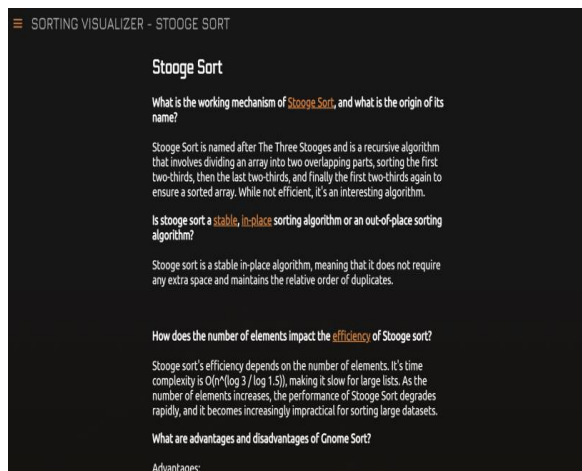 SORTING VISUALIZER - STOOGE SORT
Stooge Sort
What is the working mechanism of Stooge Sort, and what is the origin of its
name?
Stooge Sort is named after The Three Stooges and is a recursive algorithm
that involves dividing an array into two overlapping parts, sorting the first
two-thirds, then the last two-thirds, and finally the first two-thirds again to
ensure a sorted array. While not efficient, it's an interesting algorithm.
Is stooge sort a stable, in-place sorting algorithm or an out-of-place sorting
algorithm?
Stooge sort is a stable in-place algorithm, meaning that it does not require
any extra space and maintains the relative order of duplicates.
How does the number of elements impact the efficiency of Stooge sort?
Stooge sort's efficiency depends on the number of elements. It's time
complexity is O(n^(log 3 / log 1.5)), making it slow for large lists. As the
number of elements increases, the performance of Stooge Sort degrades
rapidly, and it becomes increasingly impractical for sorting large datasets.
What are advantages and disadvantages of Gnome Sort?
Advantages: